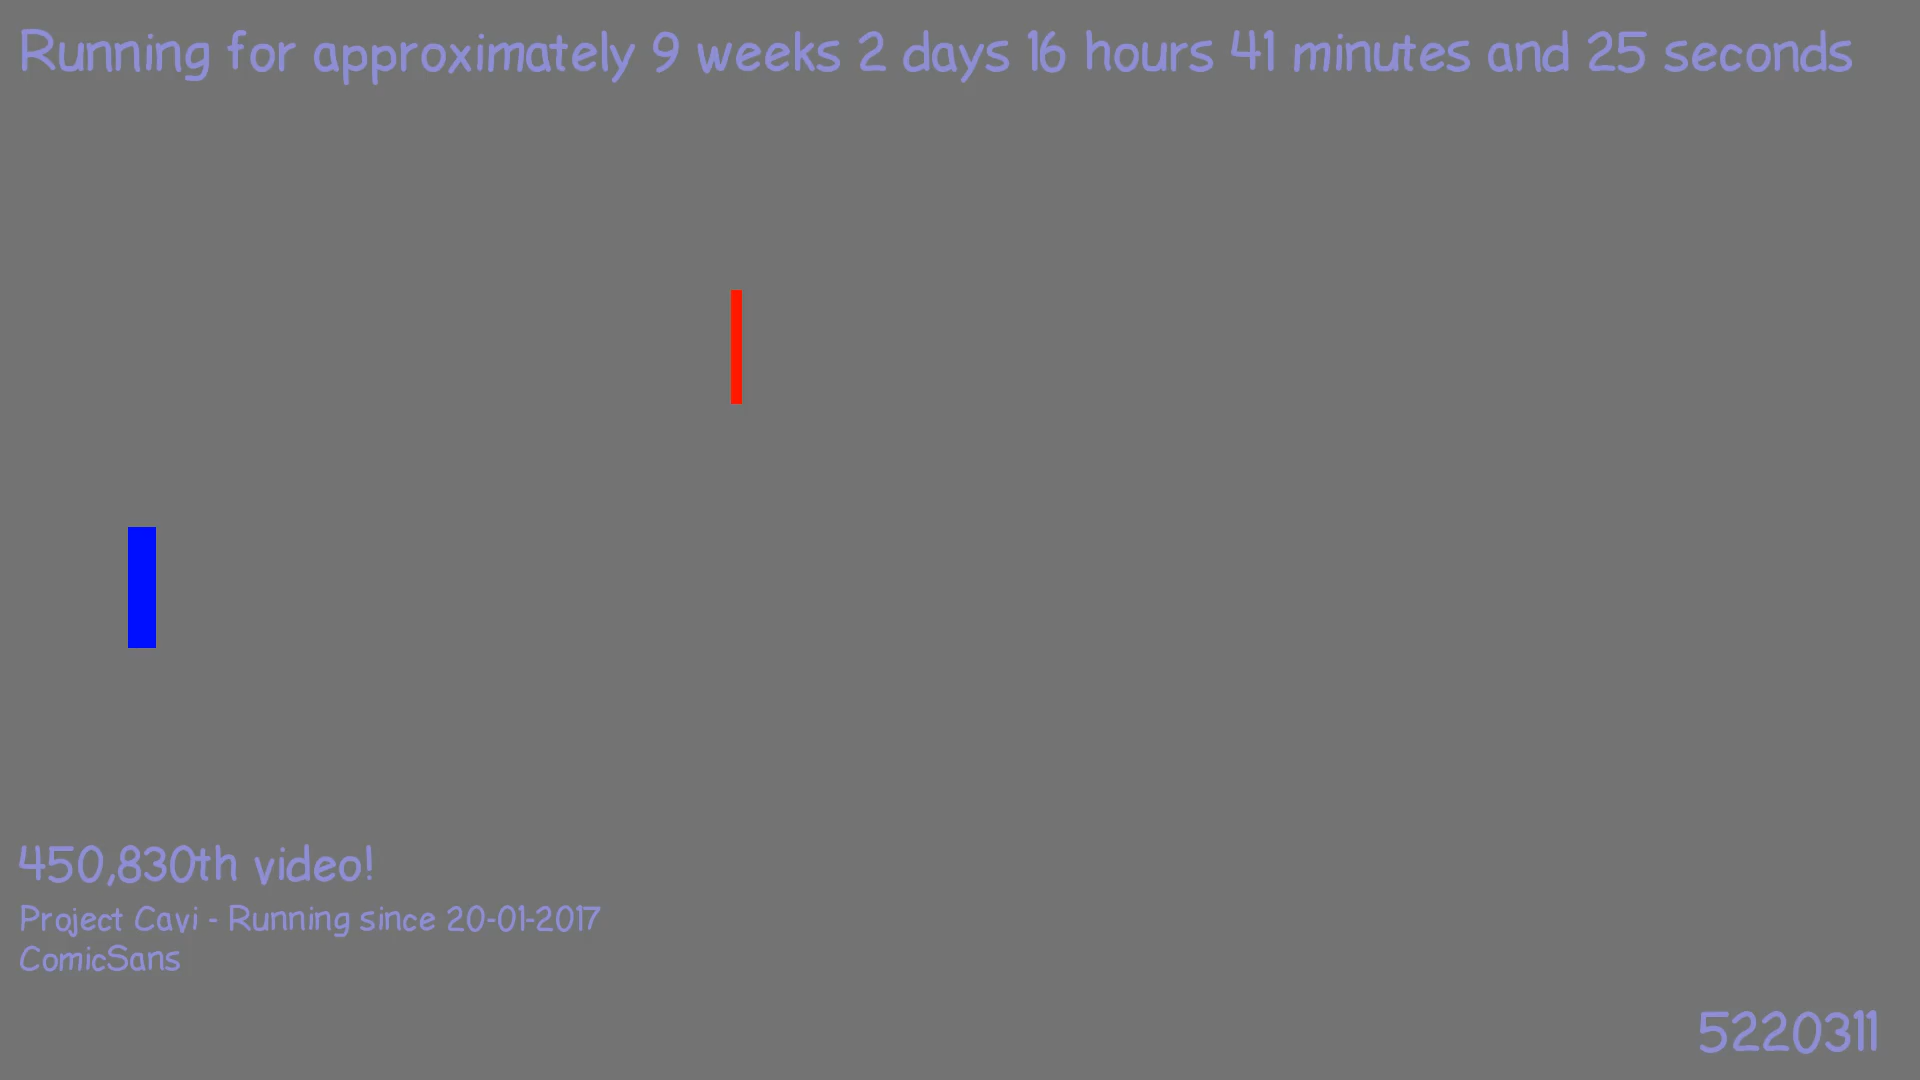 Running for approximately 9 weeks 2 days 16 hours 41 minutes and 25 seconds
450,830th video!
Project Cavi - Running since 20-01-2017
ComicSans
5220311